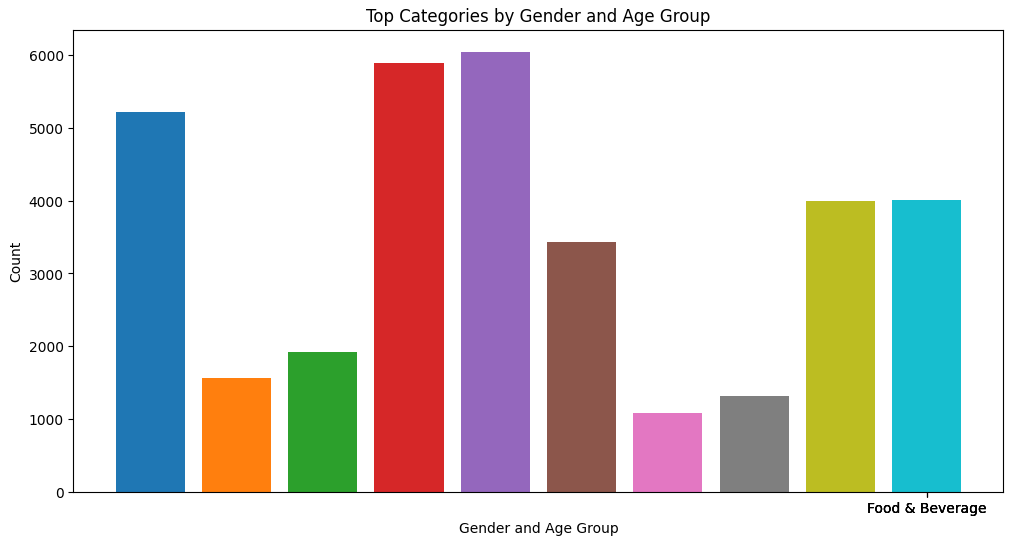 Top Categories by Gender and Age Group
6000
5000
4000
3000
2000
1000
0
Count
Food & Beverage
Gender and Age Group